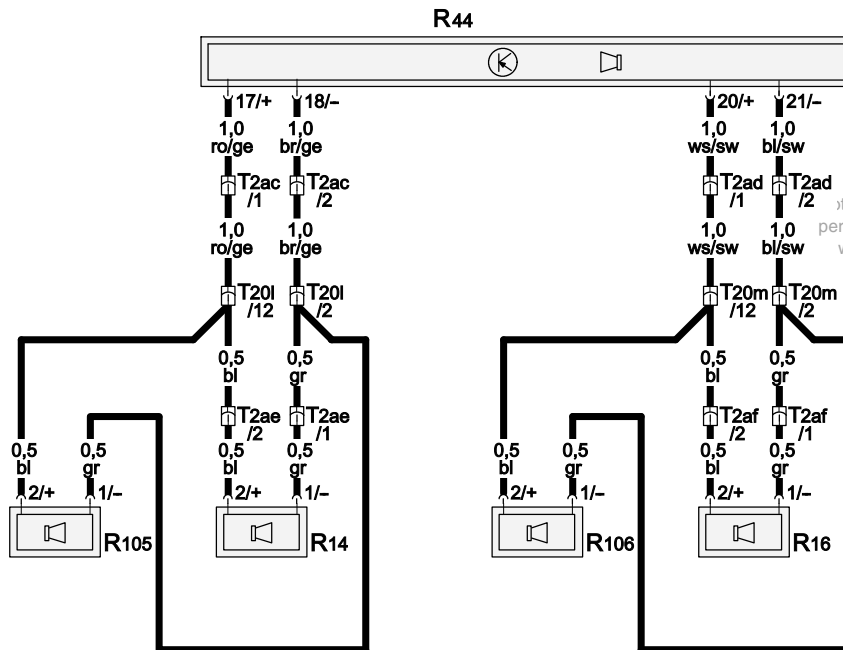 R44
17/+ 18/– 20/+ 21/–
1,0 1,0 1,0 1,0
ro/ge br/ge ws/sw bl/sw
T2ac T2ac T2ad T2ad
/1 /2 /1 /2
1,0 1,0 1,0 1,0
ro/ge br/ge ws/sw bl/sw
T20l T20l T20m T20m
/12 /2 /12 /2
0,5 0,5 0,5 0,5
bl gr bl gr
T2ae T2ae T2af T2af
/2 /1 /2 /1
0,5 0,5 0,5 0,5 0,5 0,5 0,5 0,5
bl gr bl gr bl gr bl gr
2/+ 1/– 2/+ 1/– 2/+ 1/– 2/+ 1/–
R105 R14 R106 R16